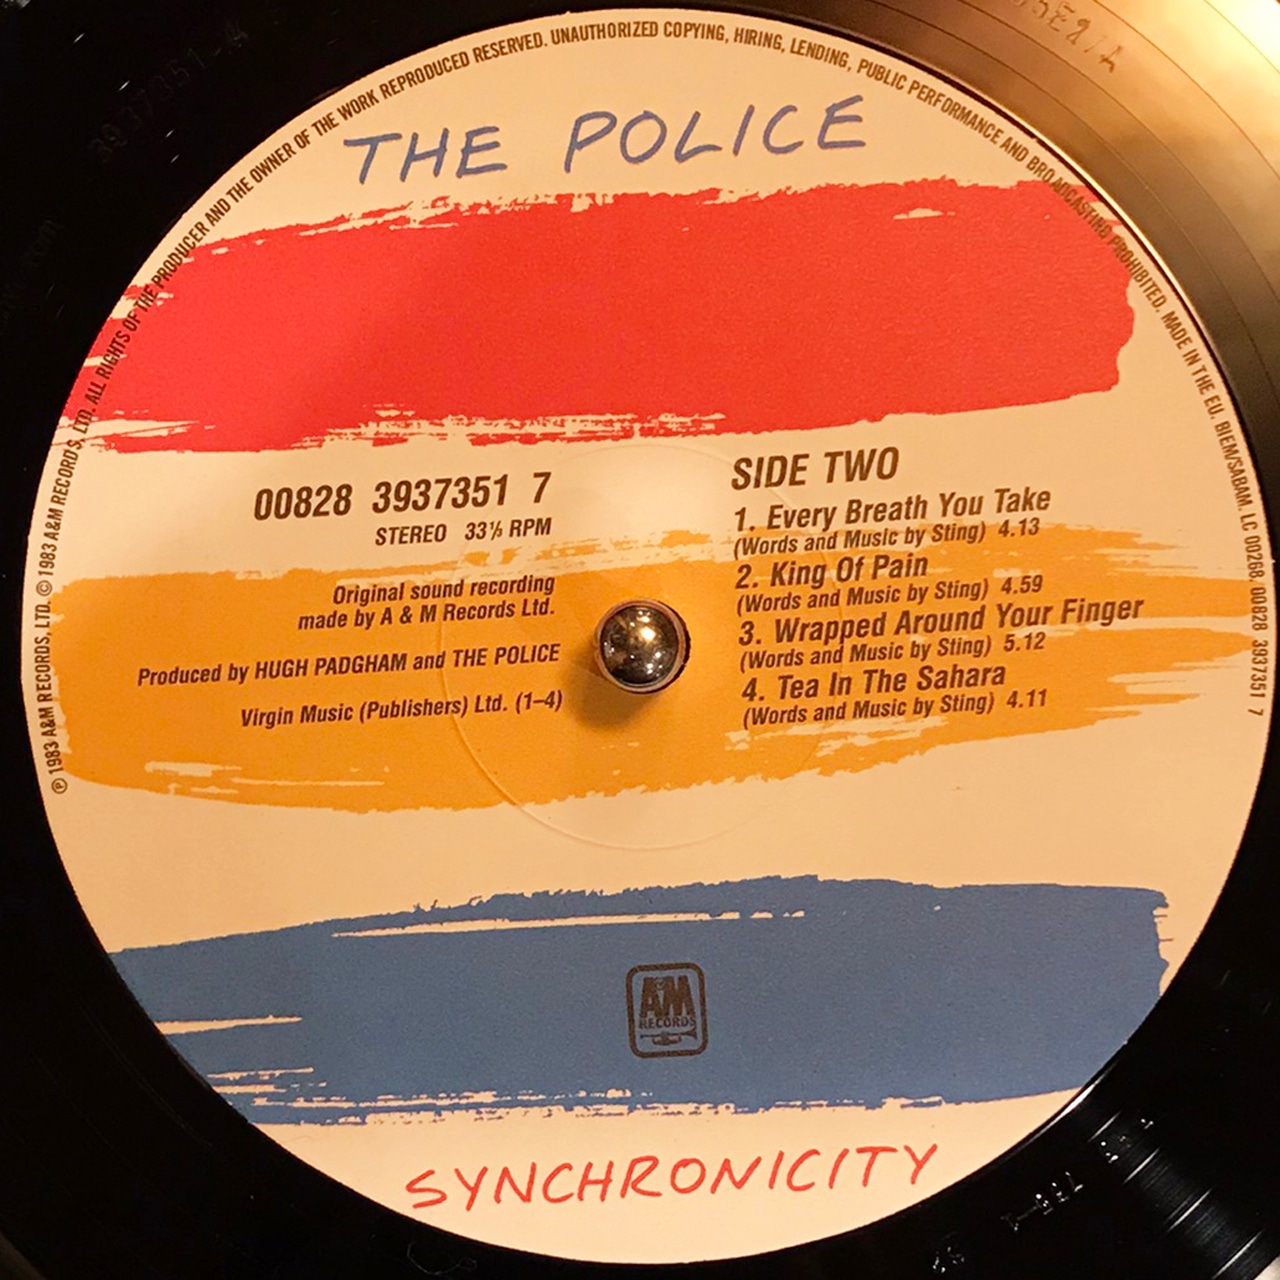 ℗ 1983 A&M RECORDS, LTD. © 1983 A&M RECORDS, LTD. ALL RIGHTS OF THE PRODUCER AND THE OWNER OF THE WORK REPRODUCED RESERVED. UNAUTHORIZED COPYING, HIRING, LENDING, PUBLIC PERFORMANCE AND BROADCASTING PROHIBITED. MADE IN THE EU. BIEM/SABAM. LC 00268. 00828 3937351 7
THE POLICE
00828 3937351 7
STEREO 33⅓ RPM
Original sound recording
made by A & M Records Ltd.
Produced by HUGH PADGHAM and THE POLICE
Virgin Music (Publishers) Ltd. (1–4)
SIDE TWO
1. Every Breath You Take
(Words and Music by Sting) 4.13
2. King Of Pain
(Words and Music by Sting) 4.59
3. Wrapped Around Your Finger
(Words and Music by Sting) 5.12
4. Tea In The Sahara
(Words and Music by Sting) 4.11
A&M
RECORDS
SYNCHRONICITY